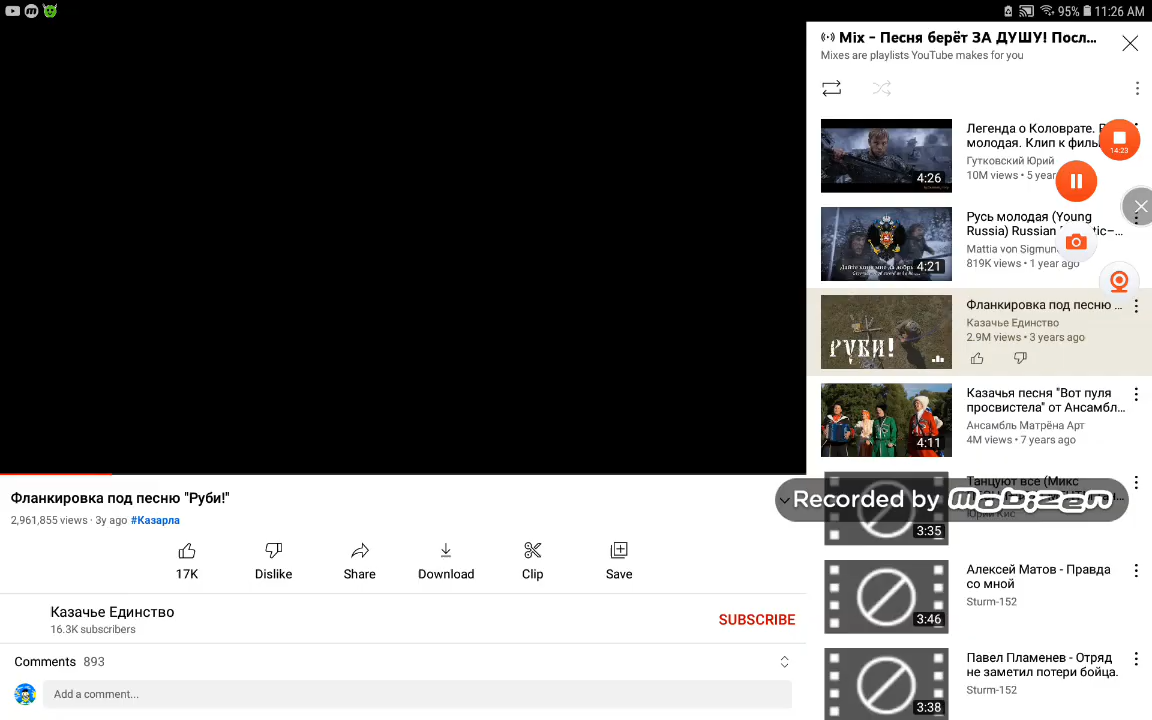 95% 11:26 AM
Mix - Песня берёт ЗА ДУШУ! Посл...
Mixes are playlists YouTube makes for you
14:23
Легенда о Коловрате.
молодая. Клип к филь
Гутковский Юрий
10M views • 5 year
4:26
Русь молодая (Young
Russia) Russian
Mattia von Sigmun
819K views • 1 year ago
4:21
Фланкировка под песню ...
Казачье Единство
2.9M views • 3 years ago
РУБИ!
Казачья песня "Вот пуля
просвистела" от Ансамбл...
Ансамбль Матрёна Арт
4M views • 7 years ago
4:11
Танцуют все (Микс
Юрий Кис
3:35
Recorded by mobizen
Алексей Матов - Правда
со мной
Sturm-152
3:46
Павел Пламенев - Отряд
не заметил потери бойца.
Sturm-152
3:38
Фланкировка под песню "Руби!"
2,961,855 views · 3y ago #Казарла
17K Dislike Share Download Clip Save
Казачье Единство
16.3K subscribers
SUBSCRIBE
Comments 893
Add a comment...